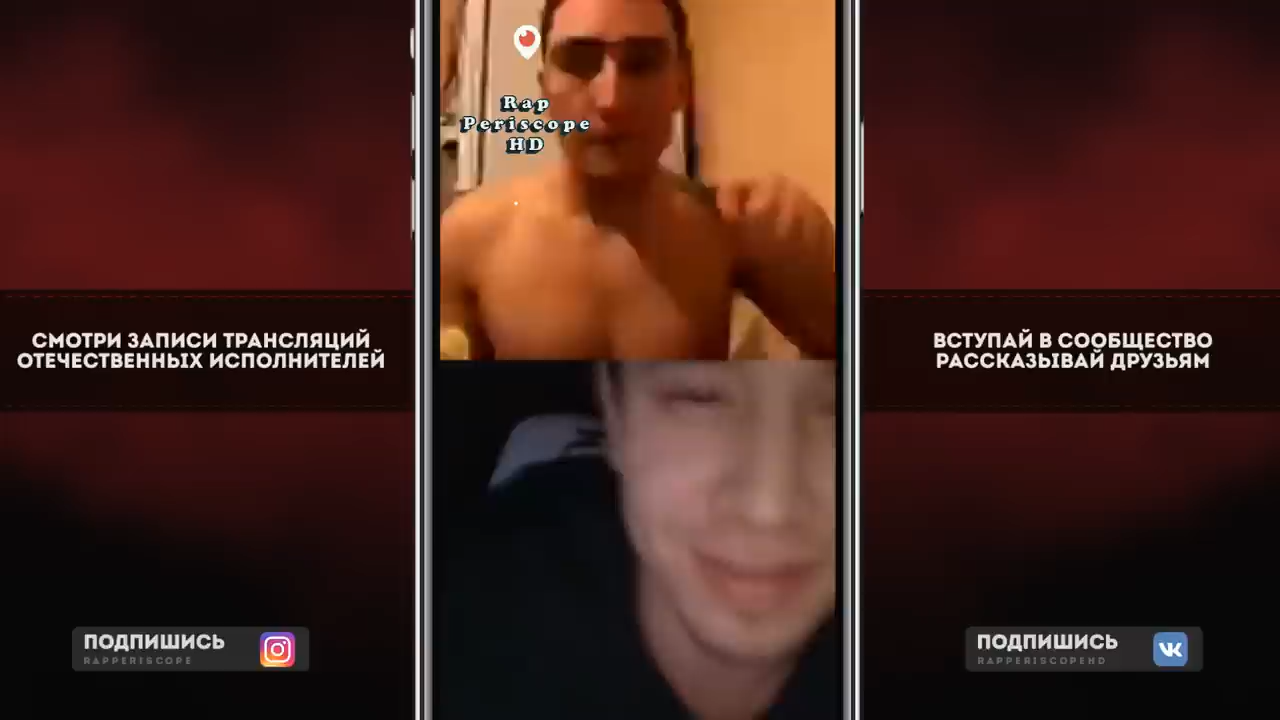 Rap
Periscope
HD
СМОТРИ ЗАПИСИ ТРАНСЛЯЦИЙ
ОТЕЧЕСТВЕННЫХ ИСПОЛНИТЕЛЕЙ
ВСТУПАЙ В СООБЩЕСТВО
РАССКАЗЫВАЙ ДРУЗЬЯМ
ПОДПИШИСЬ
RAPPERISCOPE
ПОДПИШИСЬ
RAPPERISCOPEHD